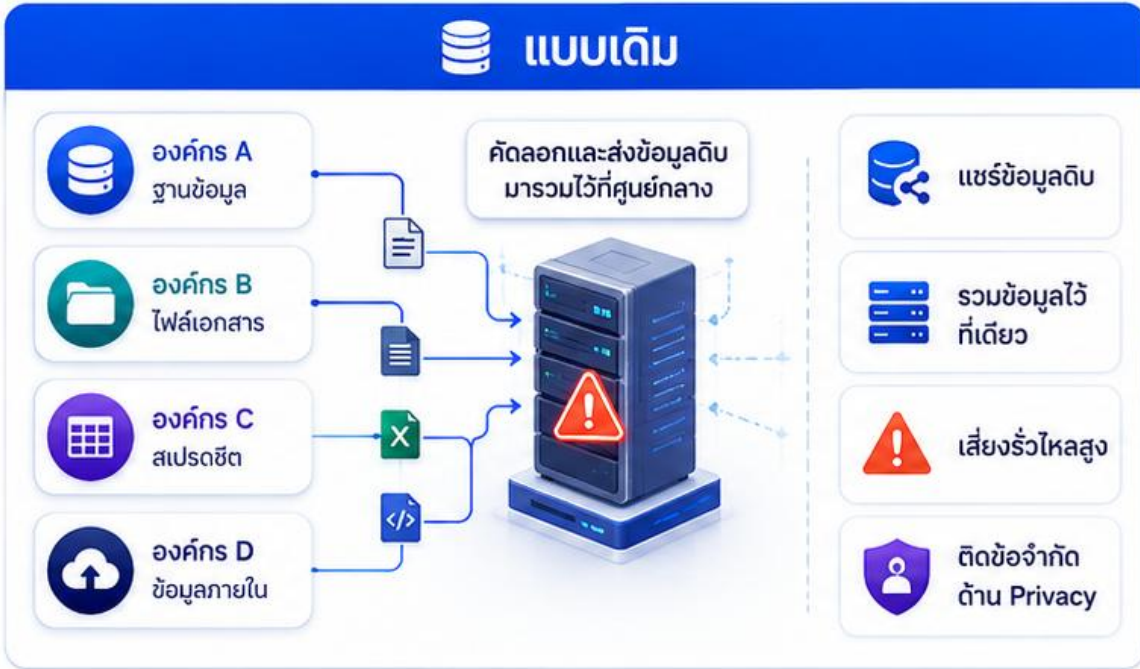 แบบเดิม
องค์กร A
ฐานข้อมูล
องค์กร B
ไฟล์เอกสาร
องค์กร C
สเปรดชีต
องค์กร D
ข้อมูลภายใน
คัดลอกและส่งข้อมูลดิบ
มารวมไว้ที่ศูนย์กลาง
X
</>
แชร์ข้อมูลดิบ
รวมข้อมูลไว้
ที่เดียว
เสี่ยงรั่วไหลสูง
ติดข้อจำกัด
ด้าน Privacy